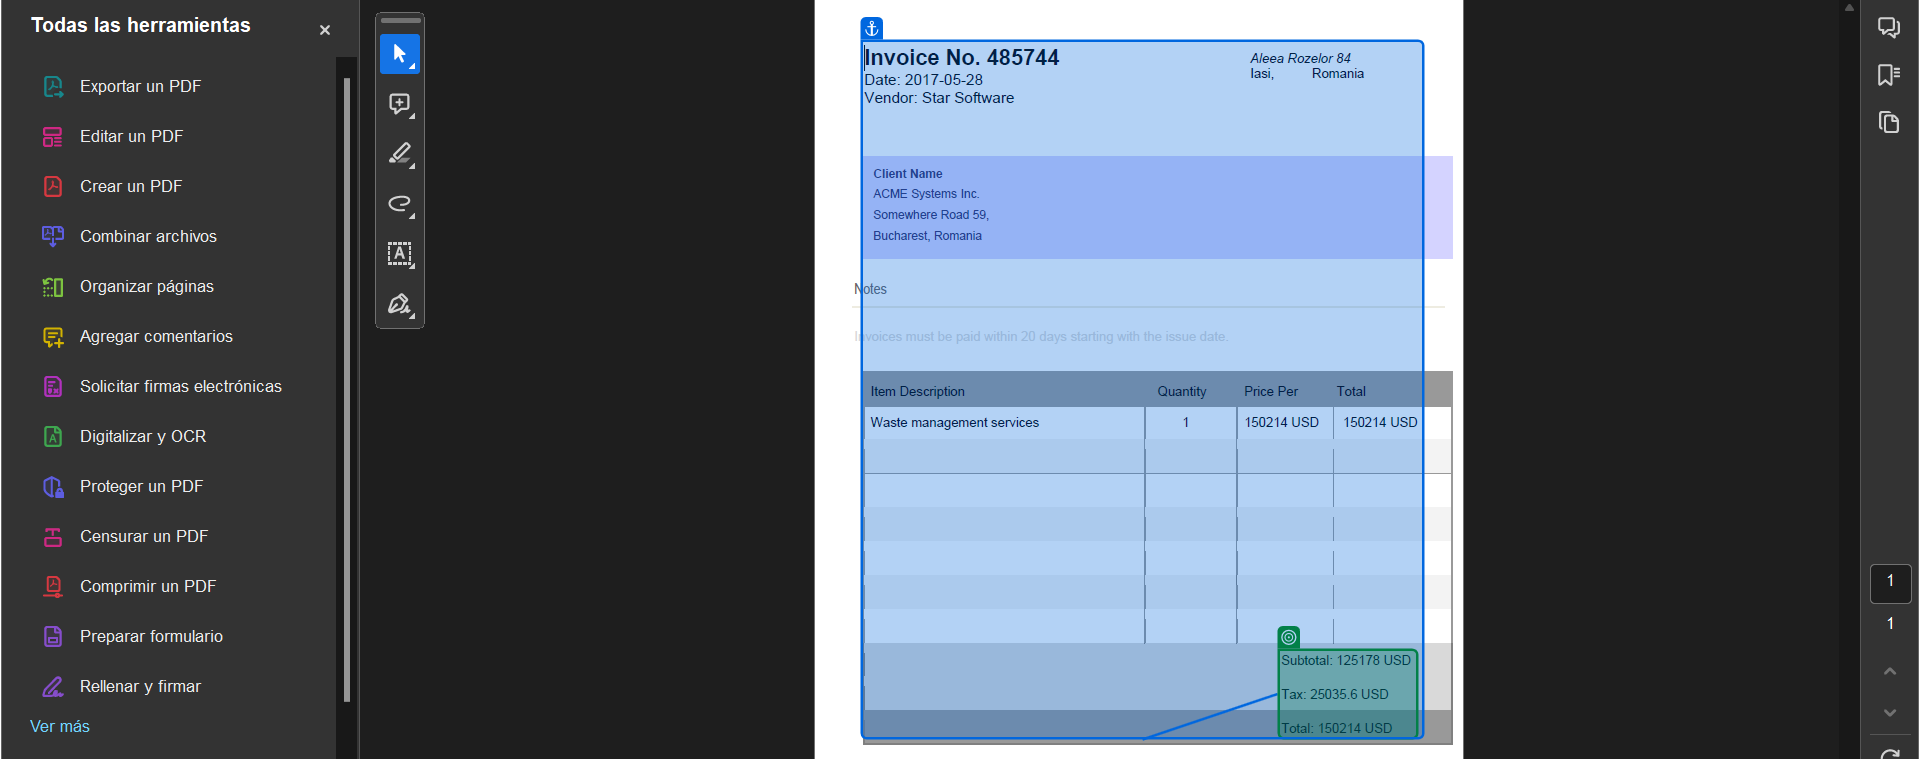 Todas las herramientas
Exportar un PDF
Editar un PDF
Crear un PDF
Combinar archivos
Organizar páginas
Agregar comentarios
Solicitar firmas electrónicas
Digitalizar y OCR
Proteger un PDF
Censurar un PDF
Comprimir un PDF
Preparar formulario
Rellenar y firmar
Ver más
Invoice No. 485744
Date: 2017-05-28
Vendor: Star Software
Aleea Rozelor 84
Iasi, Romania
Client Name
ACME Systems Inc.
Somewhere Road 59,
Bucharest, Romania
Notes
Invoices must be paid within 20 days starting with the issue date.
Item Description Quantity Price Per Total
Waste management services 1 150214 USD 150214 USD
Subtotal: 125178 USD
Tax: 25035.6 USD
Total: 150214 USD
1
1